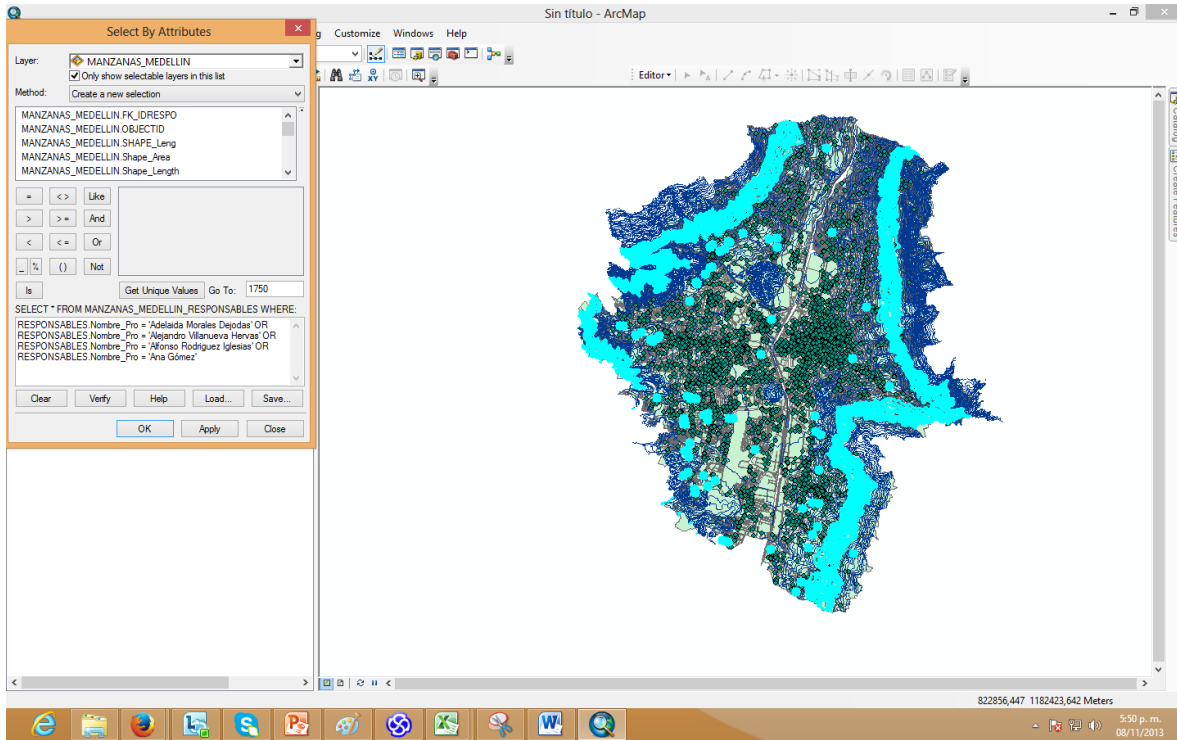 Sin título - ArcMap
Select By Attributes
g Customize Windows Help
Layer: MANZANAS_MEDELLIN
Only show selectable layers in this list
Method: Create a new selection
Editor
MANZANAS_MEDELLIN.FK_IDRESPO
MANZANAS_MEDELLIN.OBJECTID
MANZANAS_MEDELLIN.SHAPE_Leng
MANZANAS_MEDELLIN.Shape_Area
MANZANAS_MEDELLIN.Shape_Length
= < > Like
> > = And
< < = Or
_ % ( ) Not
Is Get Unique Values Go To: 1750
SELECT * FROM MANZANAS_MEDELLIN_RESPONSABLES WHERE:
RESPONSABLES.Nombre_Pro = 'Adelaida Morales Dejodas' OR
RESPONSABLES.Nombre_Pro = 'Alejandro Villanueva Hervas' OR
RESPONSABLES.Nombre_Pro = 'Alfonso Rodríguez Iglesias' OR
RESPONSABLES.Nombre_Pro = 'Ana Gómez'
Clear Verify Help Load... Save...
OK Apply Close
Catalog
Create Features
822856,447 1182423,642 Meters
5:50 p. m.
08/11/2013